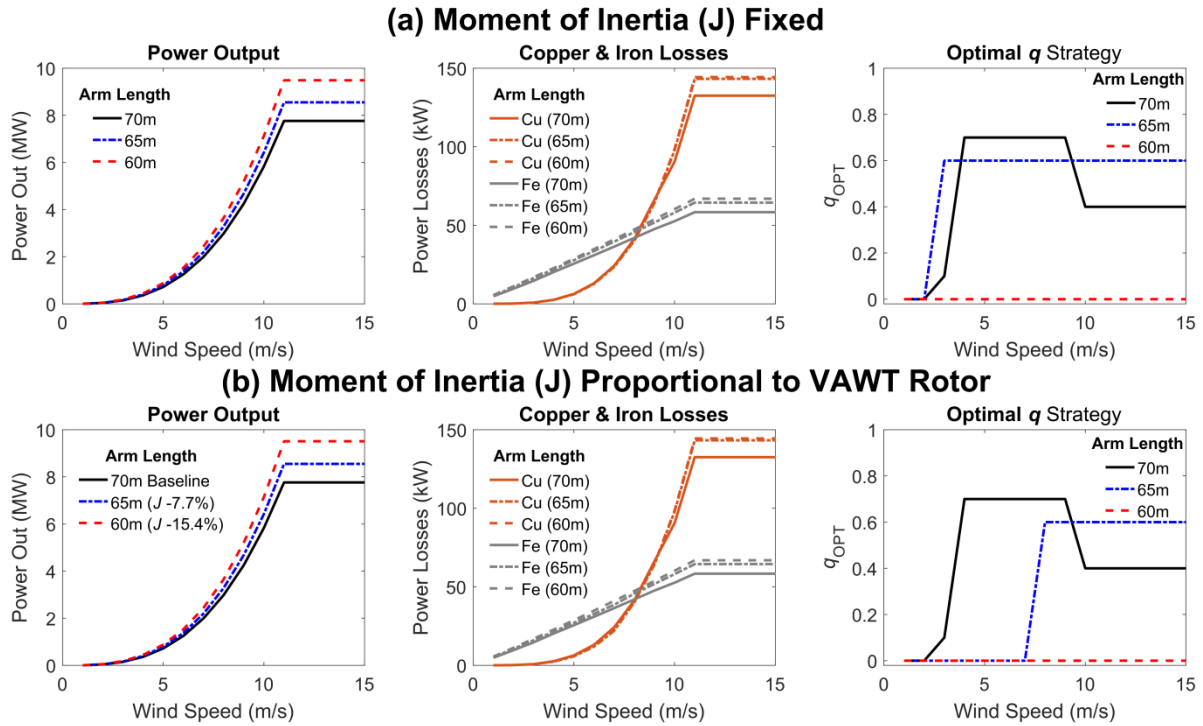 (a) Moment of Inertia (J) Fixed
Power Output
Power Out (MW)
10
8
6
4
2
0
Arm Length
70m
65m
60m
0
5
10
15
Wind Speed (m/s)
Copper & Iron Losses
Power Losses (kW)
150
100
50
0
Arm Length
Cu (70m)
Cu (65m)
Cu (60m)
Fe (70m)
Fe (65m)
Fe (60m)
0
5
10
15
Wind Speed (m/s)
Optimal q Strategy
qOPT
1
0.8
0.6
0.4
0.2
0
Arm Length
70m
65m
60m
0
5
10
15
Wind Speed (m/s)
(b) Moment of Inertia (J) Proportional to VAWT Rotor
Power Output
Power Out (MW)
10
8
6
4
2
0
Arm Length
70m Baseline
65m (J -7.7%)
60m (J -15.4%)
0
5
10
15
Wind Speed (m/s)
Copper & Iron Losses
Power Losses (kW)
150
100
50
0
Arm Length
Cu (70m)
Cu (65m)
Cu (60m)
Fe (70m)
Fe (65m)
Fe (60m)
0
5
10
15
Wind Speed (m/s)
Optimal q Strategy
qOPT
1
0.8
0.6
0.4
0.2
0
Arm Length
70m
65m
60m
0
5
10
15
Wind Speed (m/s)